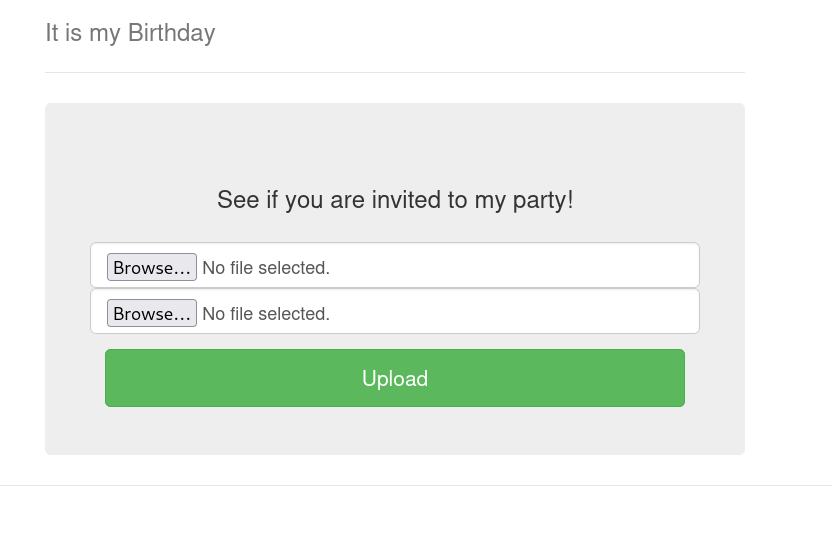 It is my Birthday
See if you are invited to my party!
Browse... No file selected.
Browse... No file selected.
Upload